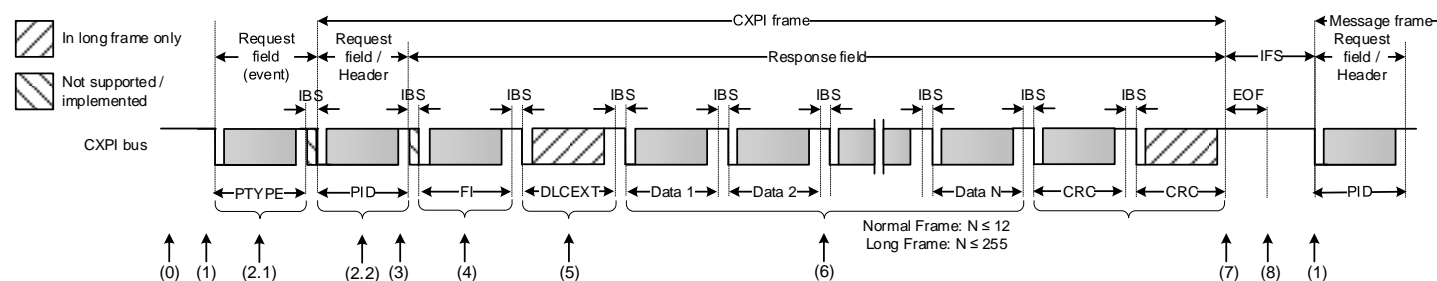 CXPI frame
Message frame
In long frame only
Request
field
(event)
Request
field /
Header
Response field
IFS
Request
field /
Header
Not supported /
implemented
IBS
IBS
IBS
IBS
IBS
IBS
IBS
IBS
IBS
EOF
CXPI bus
PTYPE
PID
FI
DLCEXT
Data 1
Data 2
Data N
CRC
CRC
PID
Normal Frame: N ≤ 12
Long Frame: N ≤ 255
(0)
(1)
(2.1)
(2.2)
(3)
(4)
(5)
(6)
(7)
(8)
(1)